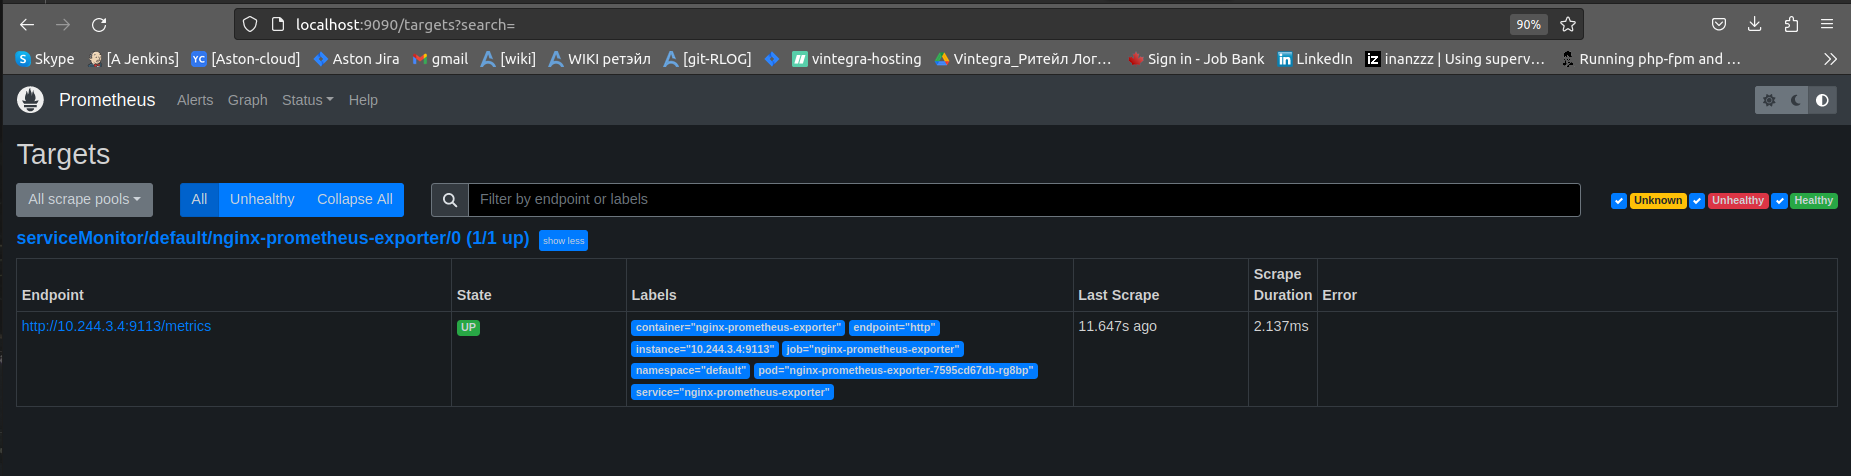 localhost:9090/targets?search=
90%
Skype [A Jenkins] [Aston-cloud] Aston Jira gmail [wiki] WIKI ретэйл [git-RLOG] vintegra-hosting Vintegra_Ритейл Лог… Sign in - Job Bank LinkedIn inanzzz | Using superv… Running php-fpm and …
Prometheus Alerts Graph Status Help
Targets
All scrape pools All Unhealthy Collapse All Filter by endpoint or labels Unknown Unhealthy Healthy
serviceMonitor/default/nginx-prometheus-exporter/0 (1/1 up) show less
Endpoint State Labels Last Scrape Scrape Duration Error
http://10.244.3.4:9113/metrics UP container="nginx-prometheus-exporter" endpoint="http" 11.647s ago 2.137ms
instance="10.244.3.4:9113" job="nginx-prometheus-exporter"
namespace="default" pod="nginx-prometheus-exporter-7595cd67db-rg8bp"
service="nginx-prometheus-exporter"